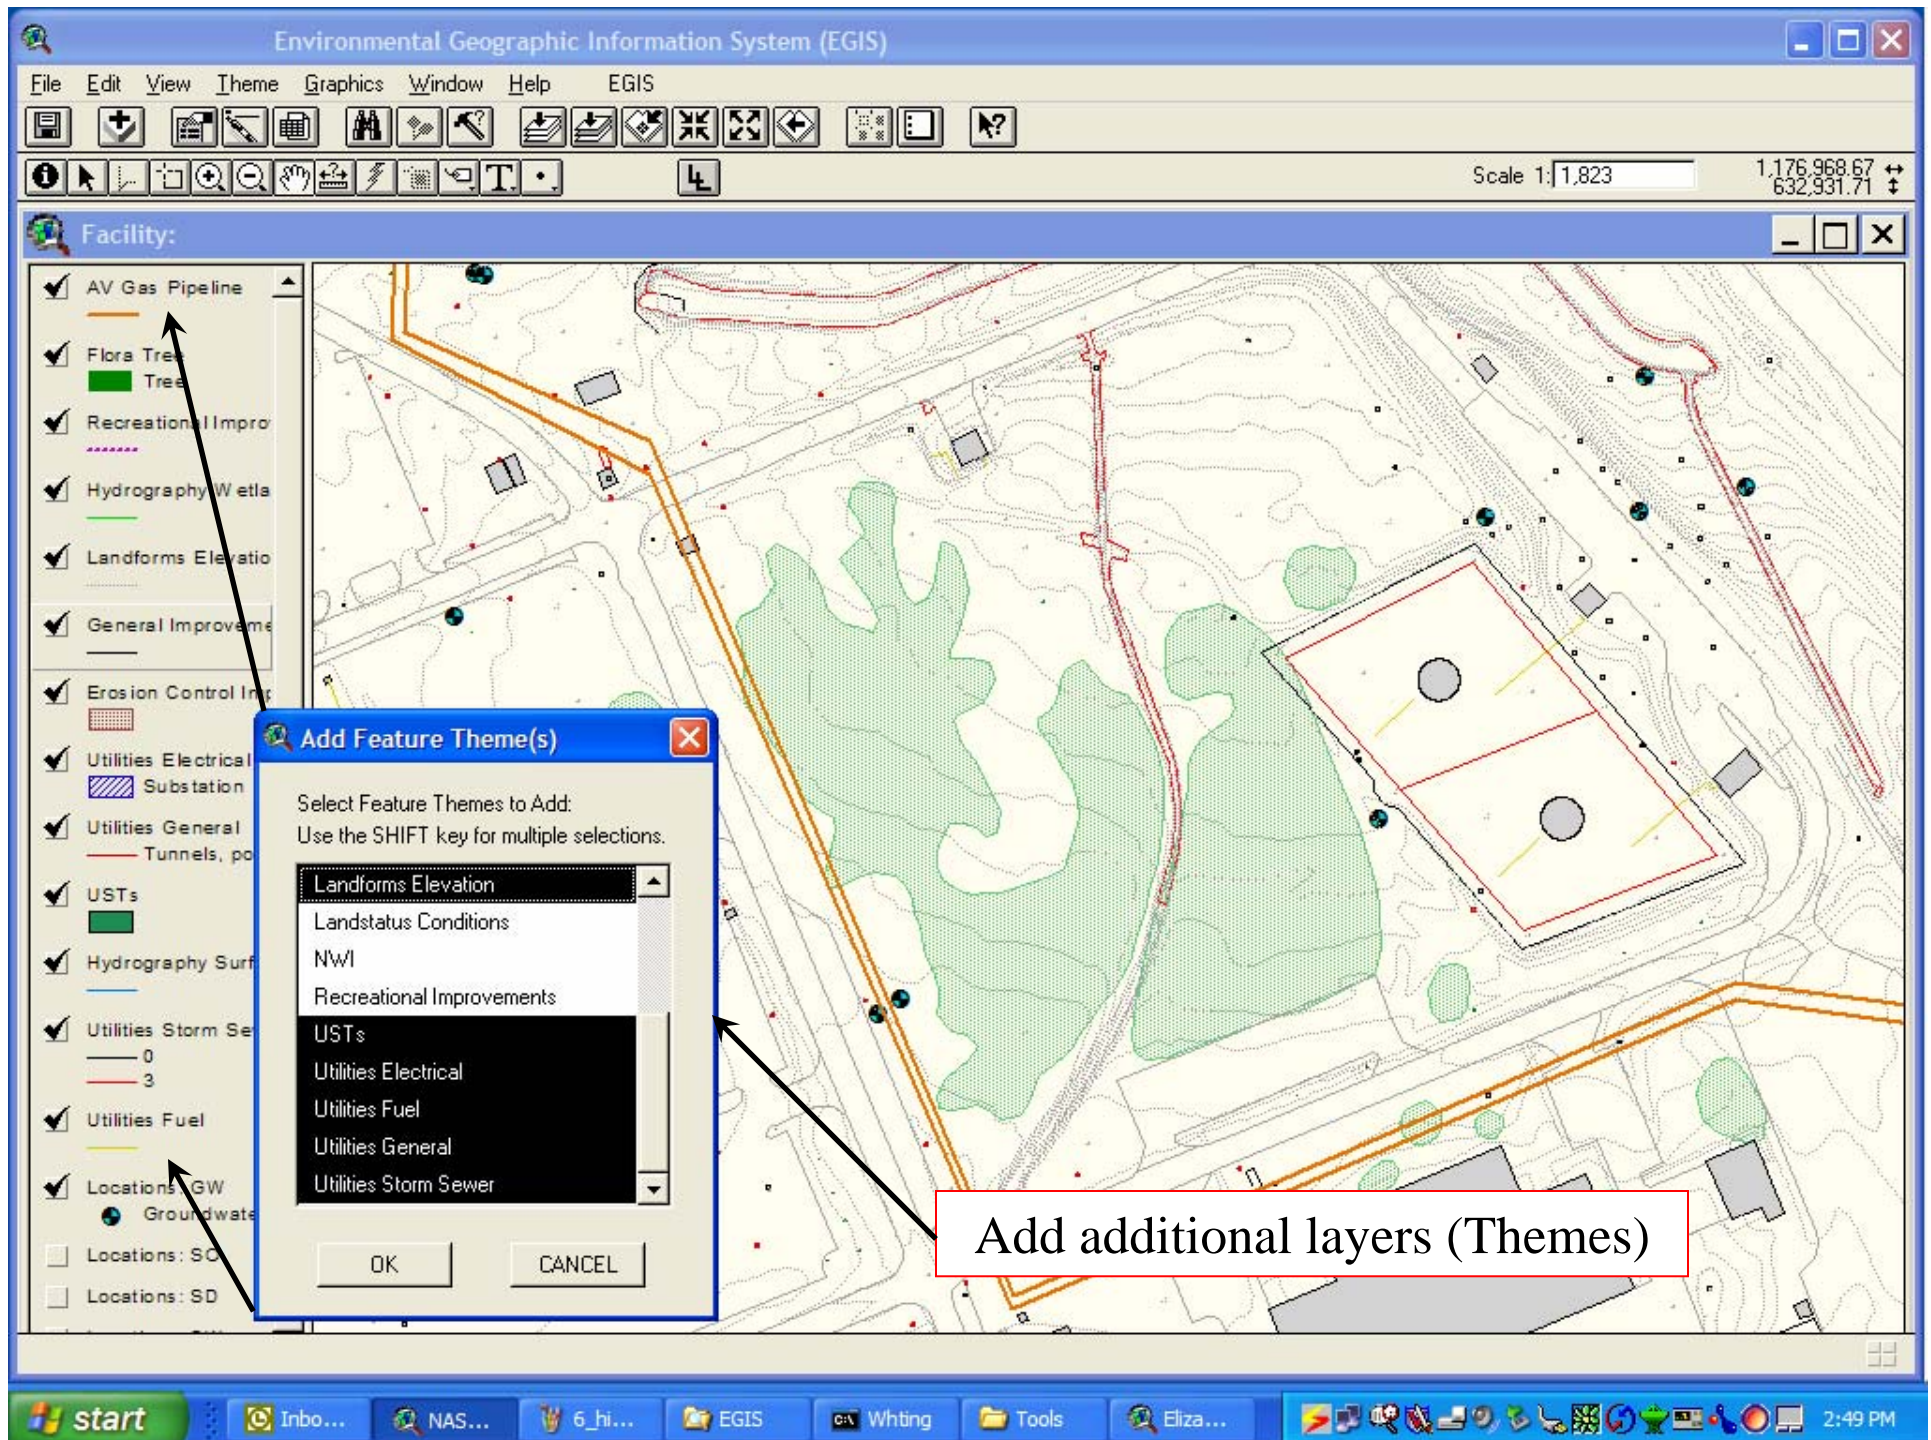 Environmental Geographic Information System (EGIS)
File Edit View Theme Graphics Window Help EGIS
Scale 1: 1,823
1,176,968.67
632,931.71
Facility:
AV Gas Pipeline
Flora Tree
Tree
Recreational Impro
Hydrography Wetla
Landforms Elevatio
General Improveme
Erosion Control Imp
Utilities Electrical
Substation
Utilities General
Tunnels, po
USTs
Hydrography Surf
Utilities Storm Se
0
3
Utilities Fuel
Locations: GW
Groundwate
Locations: SO
Locations: SD
Add Feature Theme(s)
Select Feature Themes to Add:
Use the SHIFT key for multiple selections.
Landforms Elevation
Landstatus Conditions
NWI
Recreational Improvements
USTs
Utilities Electrical
Utilities Fuel
Utilities General
Utilities Storm Sewer
OK CANCEL
Add additional layers (Themes)
start Inbo... NAS... 6_hi... EGIS Whting Tools Eliza... 2:49 PM